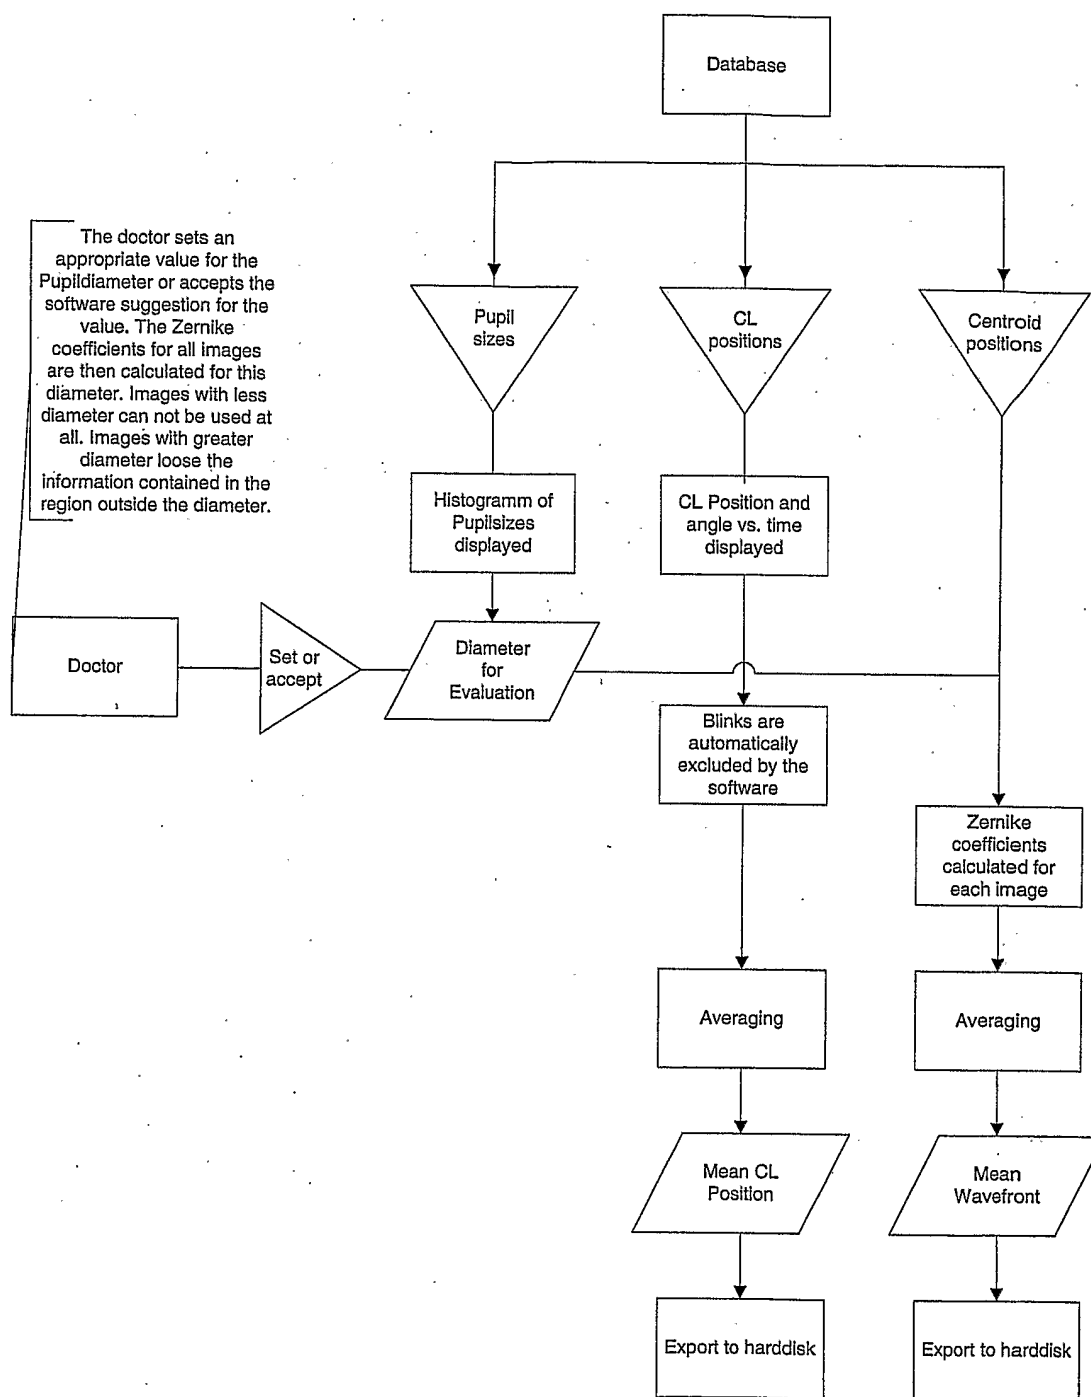 Database
The doctor sets an
appropriate value for the
Pupildiameter or accepts the
software suggestion for the
value. The Zernike
coefficients for all images
are then calculated for this
diameter. Images with less
diameter can not be used at
all. Images with greater
diameter loose the
information contained in the
region outside the diameter.
Pupil
sizes
CL
positions
Centroid
positions
Histogramm of
Pupilsizes
displayed
CL Position and
angle vs. time
displayed
Doctor
Set or
accept
Diameter
for
Evaluation
Blinks are
automatically
excluded by the
software
Zernike
coefficients
calculated for
each image
Averaging
Averaging
Mean CL
Position
Mean
Wavefront
Export to harddisk
Export to harddisk